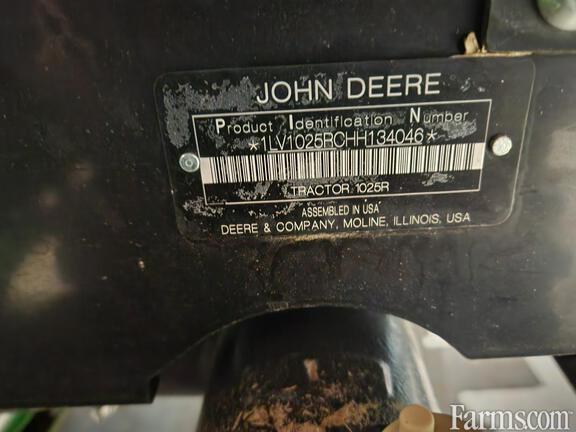 JOHN DEERE
Product Identification Number
*1LV1025RCHH134046*
TRACTOR 1025R
ASSEMBLED IN USA
DEERE & COMPANY, MOLINE, ILLINOIS, USA
Farms.com